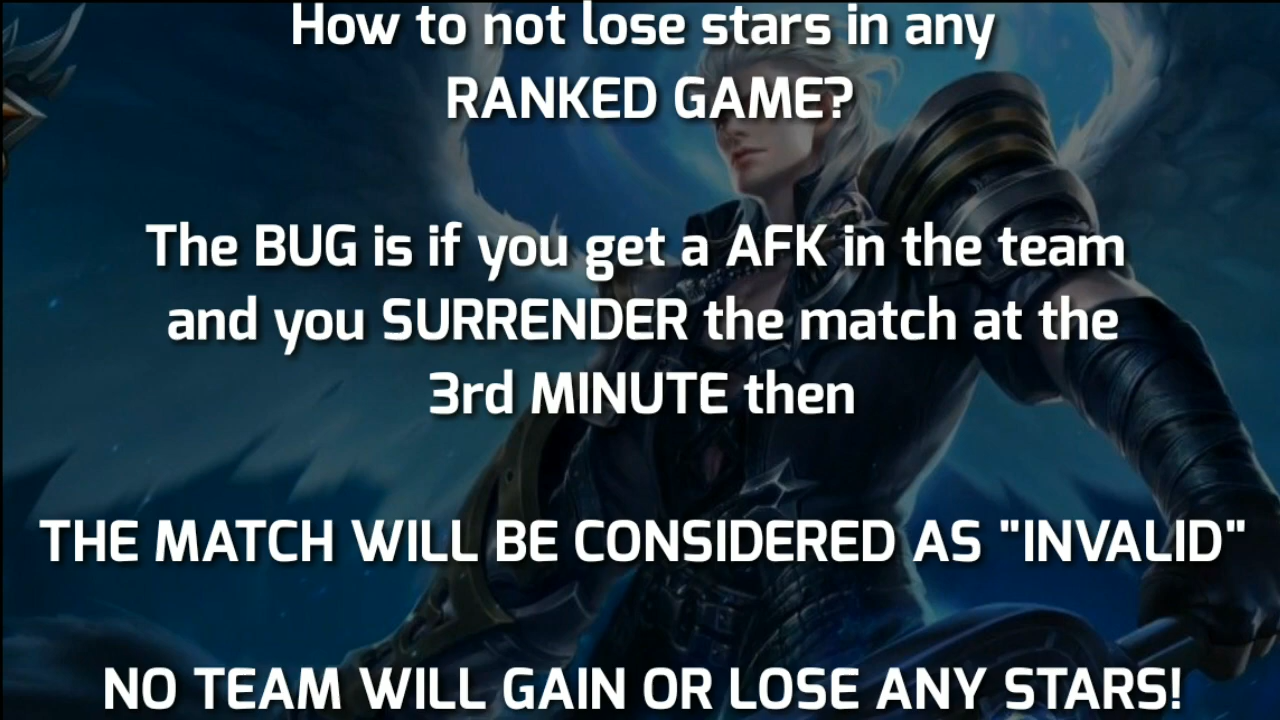 How to not lose stars in any
RANKED GAME?
The BUG is if you get a AFK in the team
and you SURRENDER the match at the
3rd MINUTE then
THE MATCH WILL BE CONSIDERED AS "INVALID"
NO TEAM WILL GAIN OR LOSE ANY STARS!